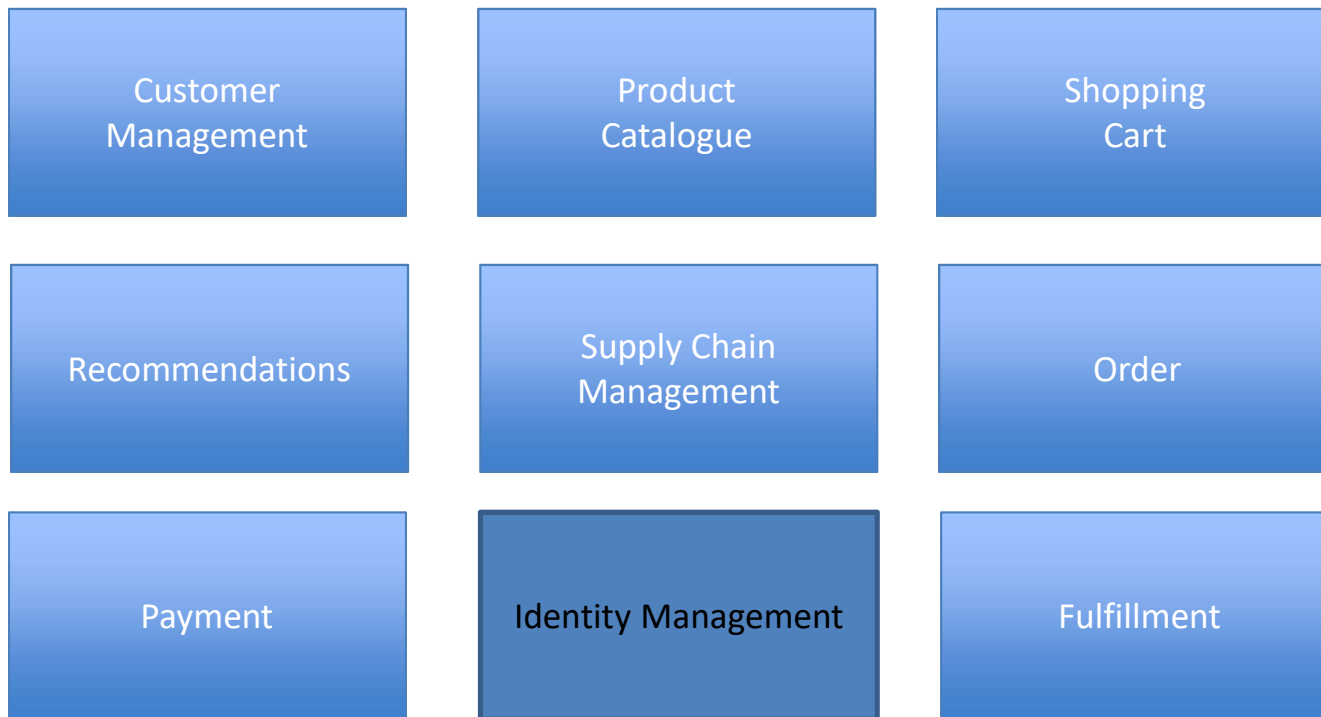 Customer
Management
Product
Catalogue
Shopping
Cart
Recommendations
Supply Chain
Management
Order
Payment
Identity Management
Fulfillment